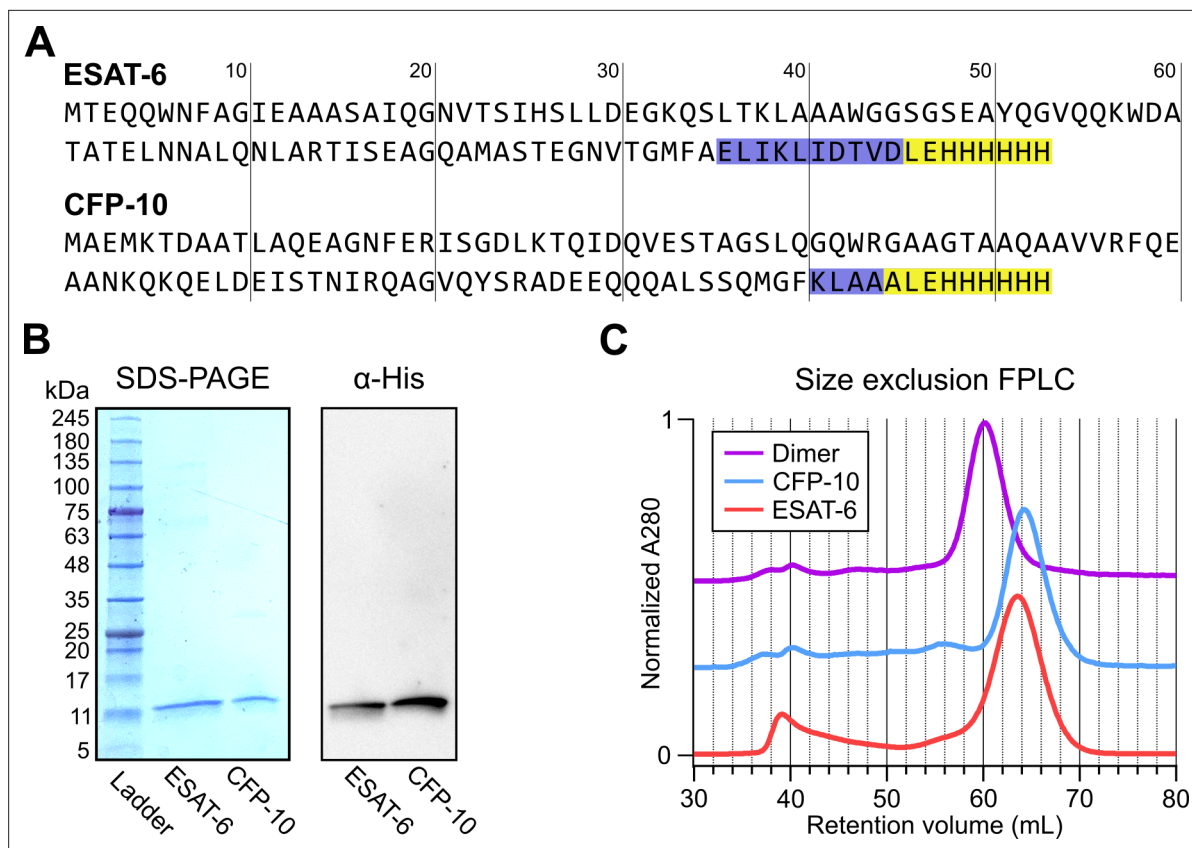 A
ESAT-6
10 20 30 40 50 60
MTEQQWNFAGIEAAASAIQGNVTSIHSLLDEGKQSLTKLAAAWGGSGSEAYQGVQQKWDA
TATELNNALQNLARTISEAGQAMASTEGNVTGMFAELIKLIDTVDLEHHHHHH
CFP-10
MAEMKTDAATLAQEAGNFERISGDLKTQIDQVESTAGSLQGQWRGAAGTAAQAAVVRFQE
AANKQKQELDEISTNIRQAGVQYSRADEEQQQALSSQMGFKLAAALEHHHHHH
B
kDa
SDS-PAGE
α-His
245
180
135
100
75
63
48
35
25
20
17
11
5
Ladder
ESAT-6
CFP-10
ESAT-6
CFP-10
C
Size exclusion FPLC
1
0
Normalized A280
Dimer
CFP-10
ESAT-6
30 40 50 60 70 80
Retention volume (mL)